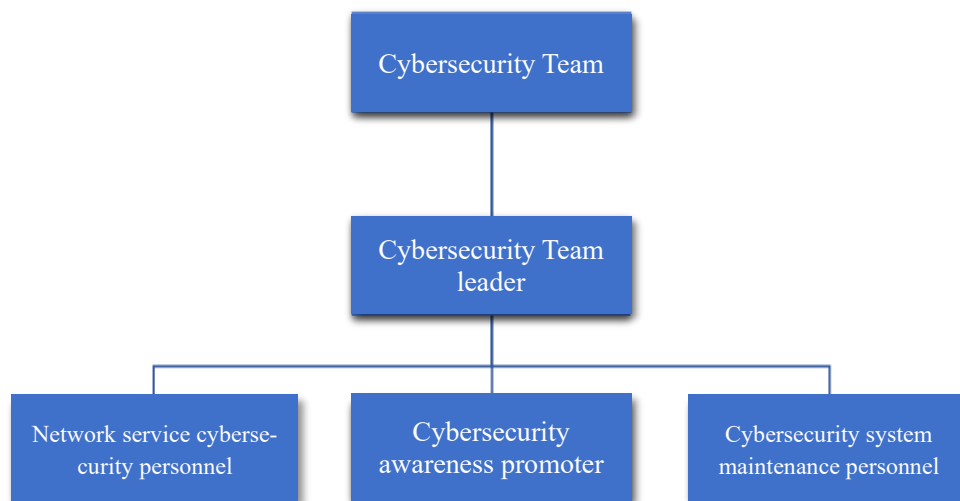 Cybersecurity Team
Cybersecurity Team
leader
Network service cyberse-
curity personnel
Cybersecurity
awareness promoter
Cybersecurity system
maintenance personnel